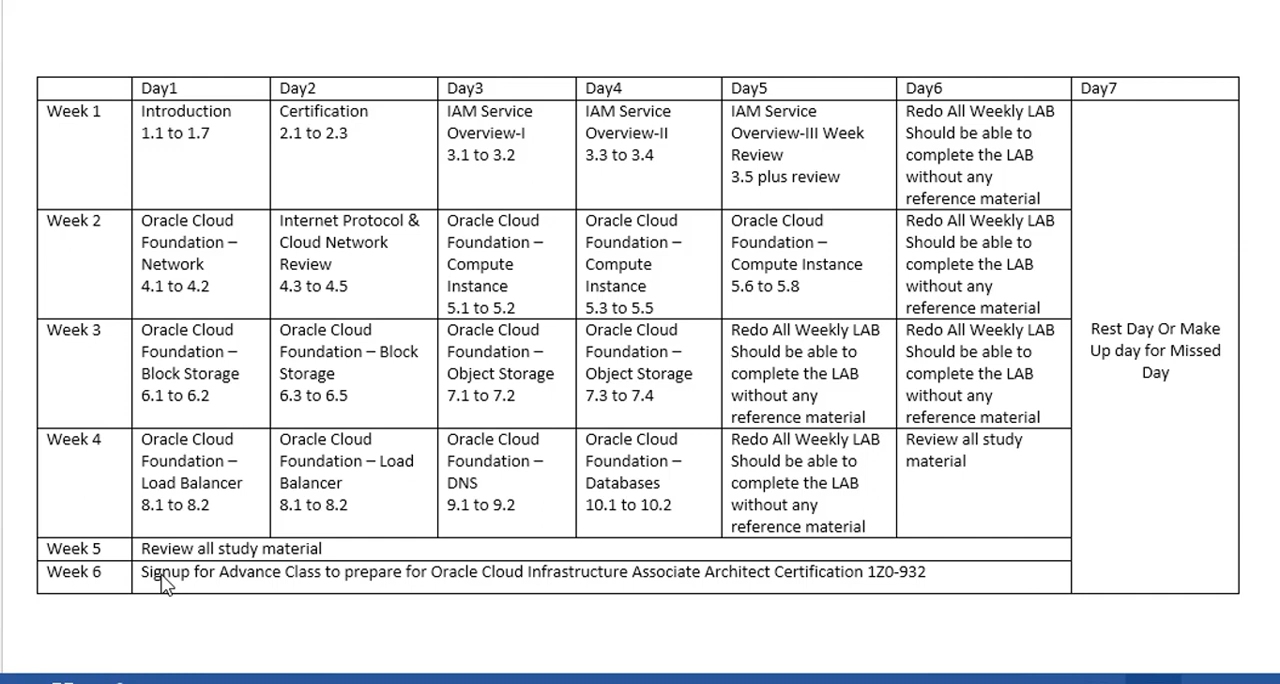 Day1 Day2 Day3 Day4 Day5 Day6 Day7
Week 1
Introduction
1.1 to 1.7
Certification
2.1 to 2.3
IAM Service
Overview-I
3.1 to 3.2
IAM Service
Overview-II
3.3 to 3.4
IAM Service
Overview-III Week
Review
3.5 plus review
Redo All Weekly LAB
Should be able to
complete the LAB
without any
reference material
Week 2
Oracle Cloud
Foundation –
Network
4.1 to 4.2
Internet Protocol &
Cloud Network
Review
4.3 to 4.5
Oracle Cloud
Foundation –
Compute
Instance
5.1 to 5.2
Oracle Cloud
Foundation –
Compute
Instance
5.3 to 5.5
Oracle Cloud
Foundation –
Compute Instance
5.6 to 5.8
Redo All Weekly LAB
Should be able to
complete the LAB
without any
reference material
Week 3
Oracle Cloud
Foundation –
Block Storage
6.1 to 6.2
Oracle Cloud
Foundation – Block
Storage
6.3 to 6.5
Oracle Cloud
Foundation –
Object Storage
7.1 to 7.2
Oracle Cloud
Foundation –
Object Storage
7.3 to 7.4
Redo All Weekly LAB
Should be able to
complete the LAB
without any
reference material
Redo All Weekly LAB
Should be able to
complete the LAB
without any
reference material
Rest Day Or Make
Up day for Missed
Day
Week 4
Oracle Cloud
Foundation –
Load Balancer
8.1 to 8.2
Oracle Cloud
Foundation – Load
Balancer
8.1 to 8.2
Oracle Cloud
Foundation –
DNS
9.1 to 9.2
Oracle Cloud
Foundation –
Databases
10.1 to 10.2
Redo All Weekly LAB
Should be able to
complete the LAB
without any
reference material
Review all study
material
Week 5
Review all study material
Week 6
Signup for Advance Class to prepare for Oracle Cloud Infrastructure Associate Architect Certification 1Z0-932